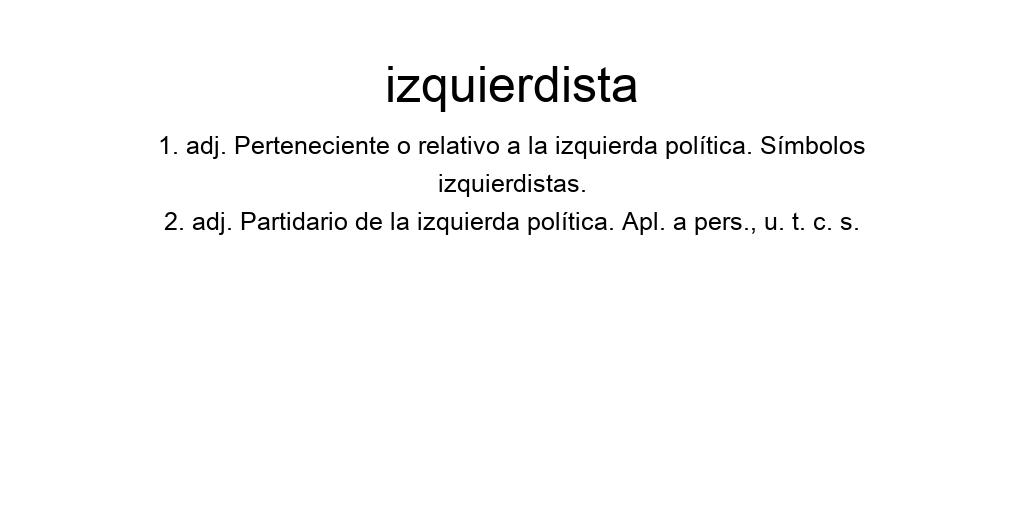 izquierdista
1. adj. Perteneciente o relativo a la izquierda política. Símbolos
izquierdistas.
2. adj. Partidario de la izquierda política. Apl. a pers., u. t. c. s.